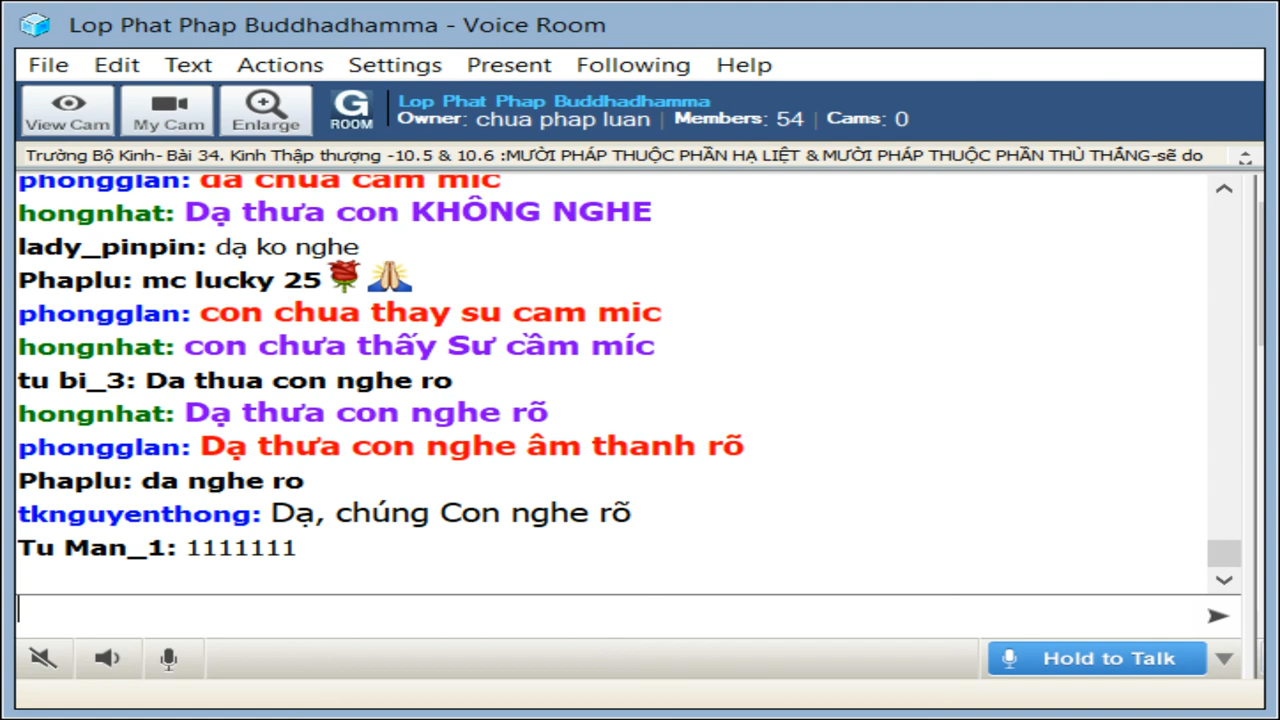 Lop Phat Phap Buddhadhamma - Voice Room
File Edit Text Actions Settings Present Following Help
View Cam My Cam Enlarge G ROOM
Lop Phat Phap Buddhadhamma
Owner: chua phap luan | Members: 54 | Cams: 0
Trường Bộ Kinh- Bài 34. Kinh Thập thượng -10.5 & 10.6 :MƯỜI PHÁP THUỘC PHẦN HẠ LIỆT & MƯỜI PHÁP THUỘC PHẦN THÙ THẮNG-sẽ do
phongglan: da chua cam mic
hongnhat: Dạ thưa con KHÔNG NGHE
lady_pinpin: dạ ko nghe
Phaplu: mc lucky 25
phongglan: con chua thay su cam mic
hongnhat: con chưa thấy Sư cầm míc
tu bi_3: Da thua con nghe ro
hongnhat: Dạ thưa con nghe rõ
phongglan: Dạ thưa con nghe âm thanh rõ
Phaplu: da nghe ro
tknguyenthong: Dạ, chúng Con nghe rõ
Tu Man_1: 1111111
Hold to Talk